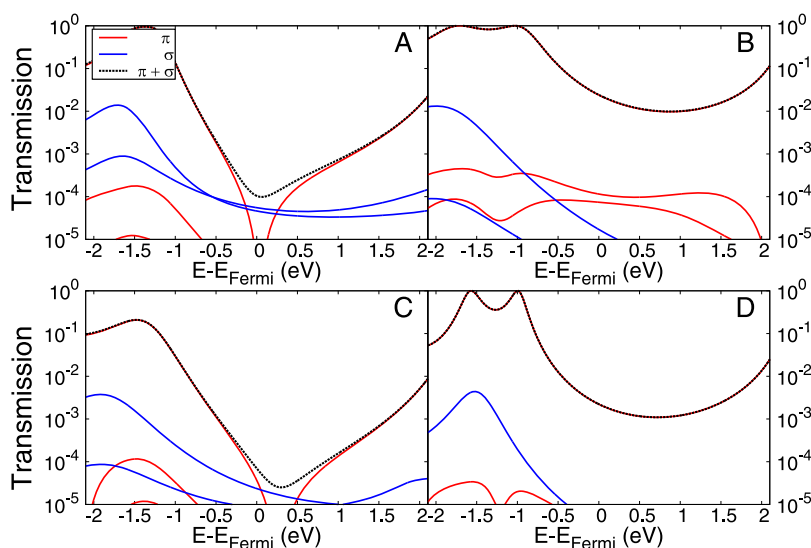 10^0 A B 10^0
π
σ
π + σ
10^-1 10^-1
10^-2 10^-2
10^-3 10^-3
10^-4 10^-4
10^-5 10^-5
Transmission
-2 -1.5 -1 -0.5 0 0.5 1 1.5 2 -2 -1.5 -1 -0.5 0 0.5 1 1.5 2
E-E_Fermi (eV) E-E_Fermi (eV)
10^0 C D 10^0
10^-1 10^-1
10^-2 10^-2
10^-3 10^-3
10^-4 10^-4
10^-5 10^-5
Transmission
-2 -1.5 -1 -0.5 0 0.5 1 1.5 2 -2 -1.5 -1 -0.5 0 0.5 1 1.5 2
E-E_Fermi (eV) E-E_Fermi (eV)